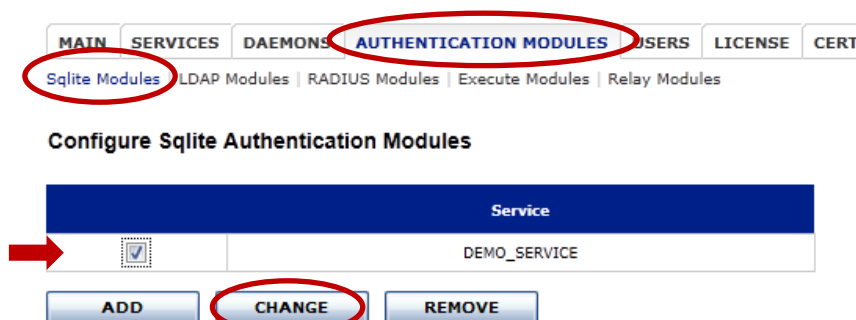 MAIN SERVICES DAEMONS AUTHENTICATION MODULES USERS LICENSE CERT
Sqlite Modules | LDAP Modules | RADIUS Modules | Execute Modules | Relay Modules
Configure Sqlite Authentication Modules
Service
DEMO_SERVICE
ADD CHANGE REMOVE